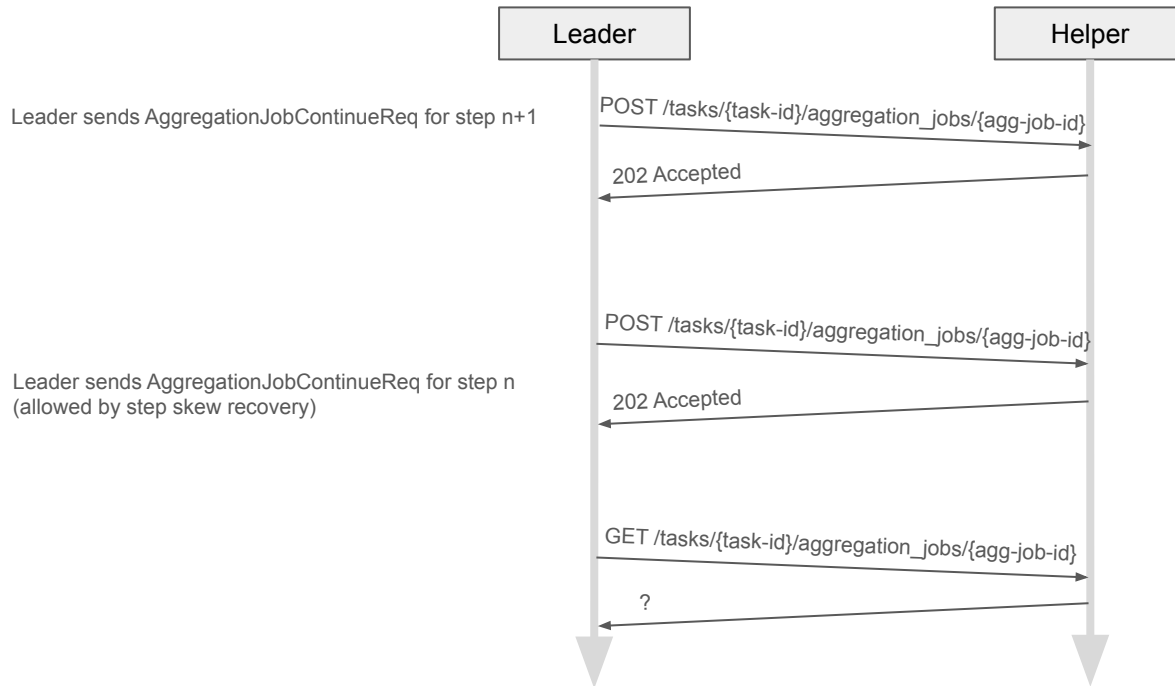 Leader
Helper
Leader sends AggregationJobContinueReq for step n+1
POST /tasks/{task-id}/aggregation_jobs/{agg-job-id}
202 Accepted
POST /tasks/{task-id}/aggregation_jobs/{agg-job-id}
Leader sends AggregationJobContinueReq for step n
(allowed by step skew recovery)
202 Accepted
GET /tasks/{task-id}/aggregation_jobs/{agg-job-id}
?